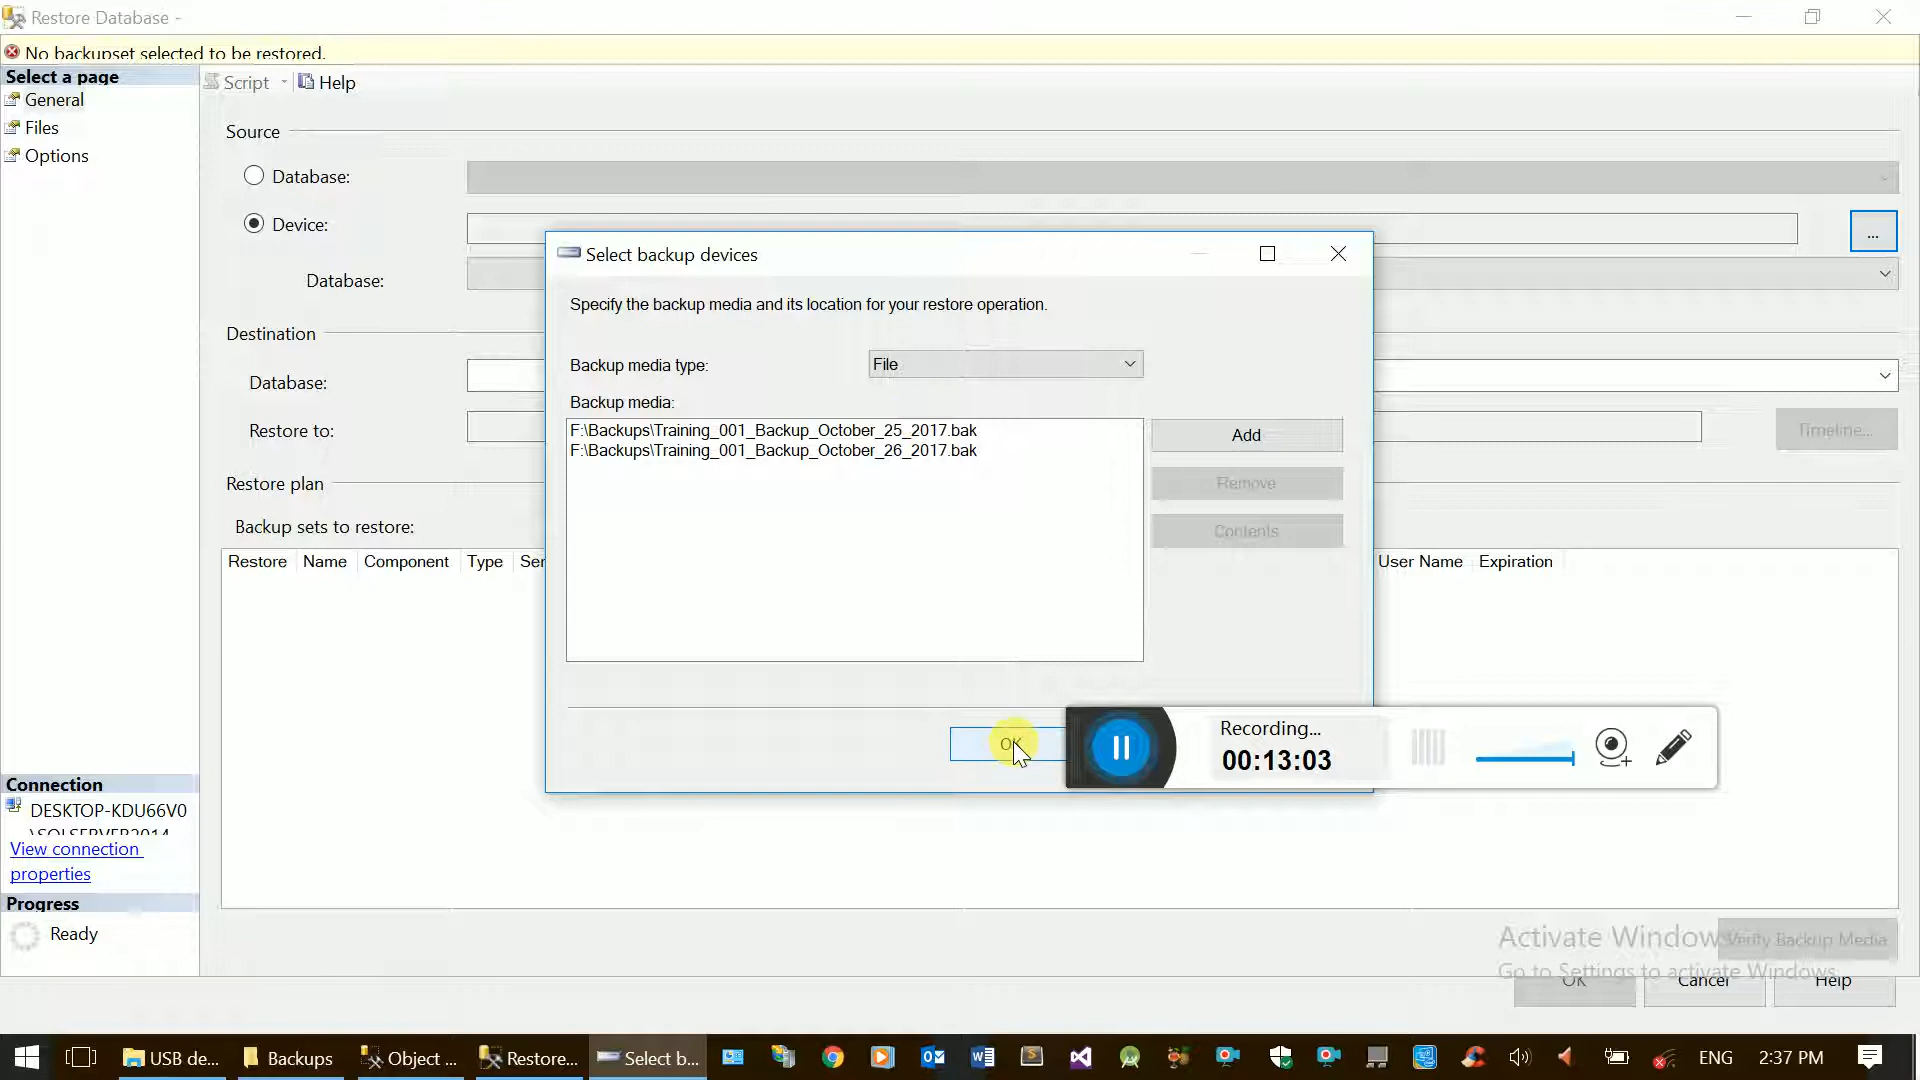 Restore Database -
No backupset selected to be restored.
Select a page
Script
Help
General
Files
Options
Source
Database:
Device:
...
Database:
Destination
Database:
Restore to:
Timeline...
Restore plan
Backup sets to restore:
Restore Name Component Type Ser User Name Expiration
Select backup devices
Specify the backup media and its location for your restore operation.
Backup media type:
File
Backup media:
F:\Backups\Training_001_Backup_October_25_2017.bak
F:\Backups\Training_001_Backup_October_26_2017.bak
Add
Remove
Contents
OK
Recording...
00:13:03
Connection
DESKTOP-KDU66V0
\SQLSERVER2014
View connection
properties
Progress
Ready
Activate Windows
Verify Backup Media
Go to Settings to activate Windows.
OK Cancel Help
USB de... Backups Object ... Restore... Select b... ENG 2:37 PM